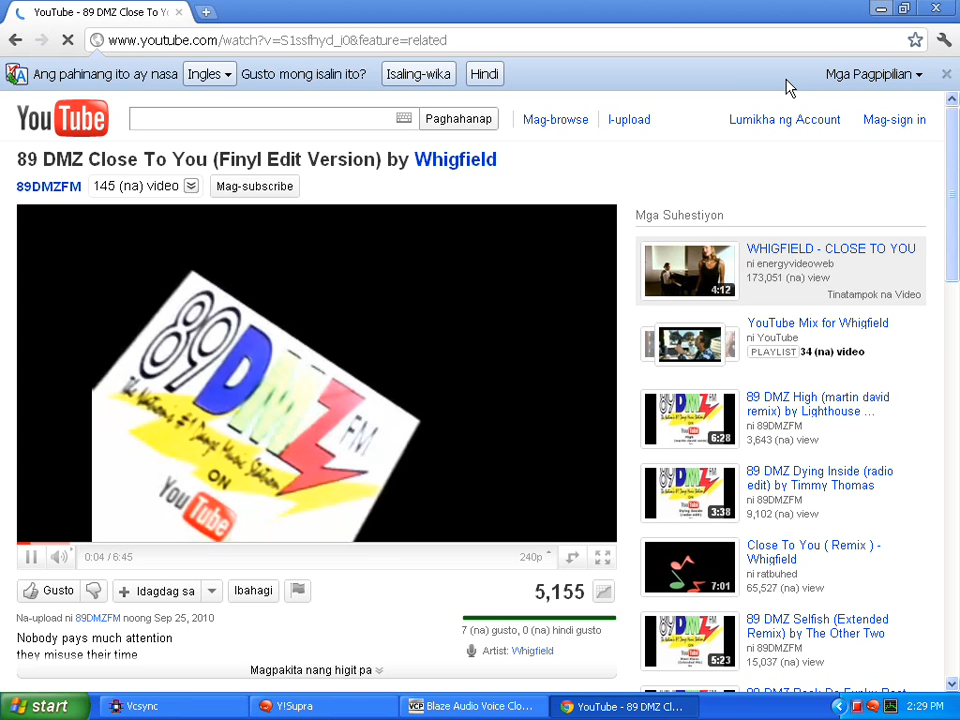 YouTube - 89 DMZ Close To Y
www.youtube.com/watch?v=S1ssfhyd_i0&feature=related
Ang pahinang ito ay nasa Ingles Gusto mong isalin ito? Isaling-wika Hindi Mga Pagpipilian
YouTube Paghahanap Mag-browse I-upload Lumikha ng Account Mag-sign in
89 DMZ Close To You (Finyl Edit Version) by Whigfield
89DMZFM 145 (na) video Mag-subscribe
89 DMZ FM
The Nation's #1 Dance Music Station
ON
YouTube
0:04 / 6:45 240p
Gusto Idagdag sa Ibahagi 5,155
Na-upload ni 89DMZFM noong Sep 25, 2010
7 (na) gusto, 0 (na) hindi gusto
Nobody pays much attention
they misuse their time
Artist: Whigfield
Magpakita nang higit pa
Mga Suhestiyon
WHIGFIELD - CLOSE TO YOU
ni energyvideoweb
173,051 (na) view
4:12
Tinatampok na Video
YouTube Mix for Whigfield
ni YouTube
PLAYLIST 34 (na) video
89 DMZ High (martin david
remix) by Lighthouse ...
ni 89DMZFM
3,643 (na) view
6:28
89 DMZ Dying Inside (radio
edit) by Timmy Thomas
ni 89DMZFM
9,102 (na) view
3:38
Close To You ( Remix ) -
Whigfield
ni ratbuhed
65,527 (na) view
7:01
89 DMZ Selfish (Extended
Remix) by The Other Two
ni 89DMZFM
15,037 (na) view
5:23
start Vcsync Y!Supra Blaze Audio Voice Clo... YouTube - 89 DMZ Cl... 2:29 PM